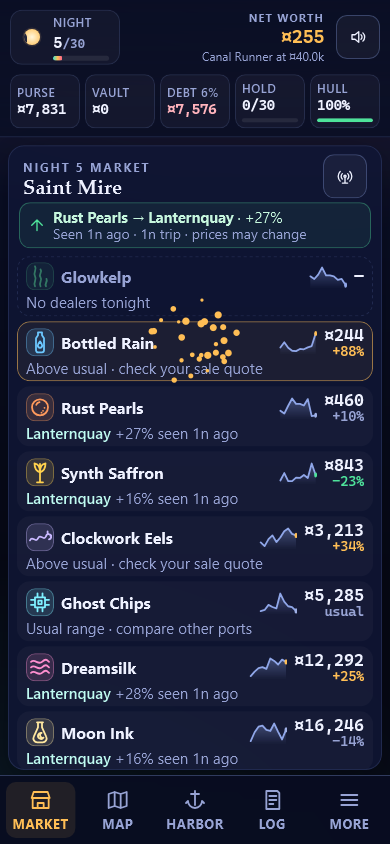 NIGHT
5/30
NET WORTH
¤255
Canal Runner at ¤40.0k
PURSE
¤7,831
VAULT
¤0
DEBT 6%
¤7,576
HOLD
0/30
HULL
100%
NIGHT 5 MARKET
Saint Mire
Rust Pearls → Lanternquay · +27%
Seen 1n ago · 1n trip · prices may change
Glowkelp
–
No dealers tonight
Bottled Rain
¤244
+88%
Above usual · check your sale quote
Rust Pearls
¤460
+10%
Lanternquay +27% seen 1n ago
Synth Saffron
¤843
−23%
Lanternquay +16% seen 1n ago
Clockwork Eels
¤3,213
+34%
Above usual · check your sale quote
Ghost Chips
¤5,285
usual
Usual range · compare other ports
Dreamsilk
¤12,292
+25%
Lanternquay +28% seen 1n ago
Moon Ink
¤16,246
−14%
Lanternquay +16% seen 1n ago
MARKET
MAP
HARBOR
LOG
MORE